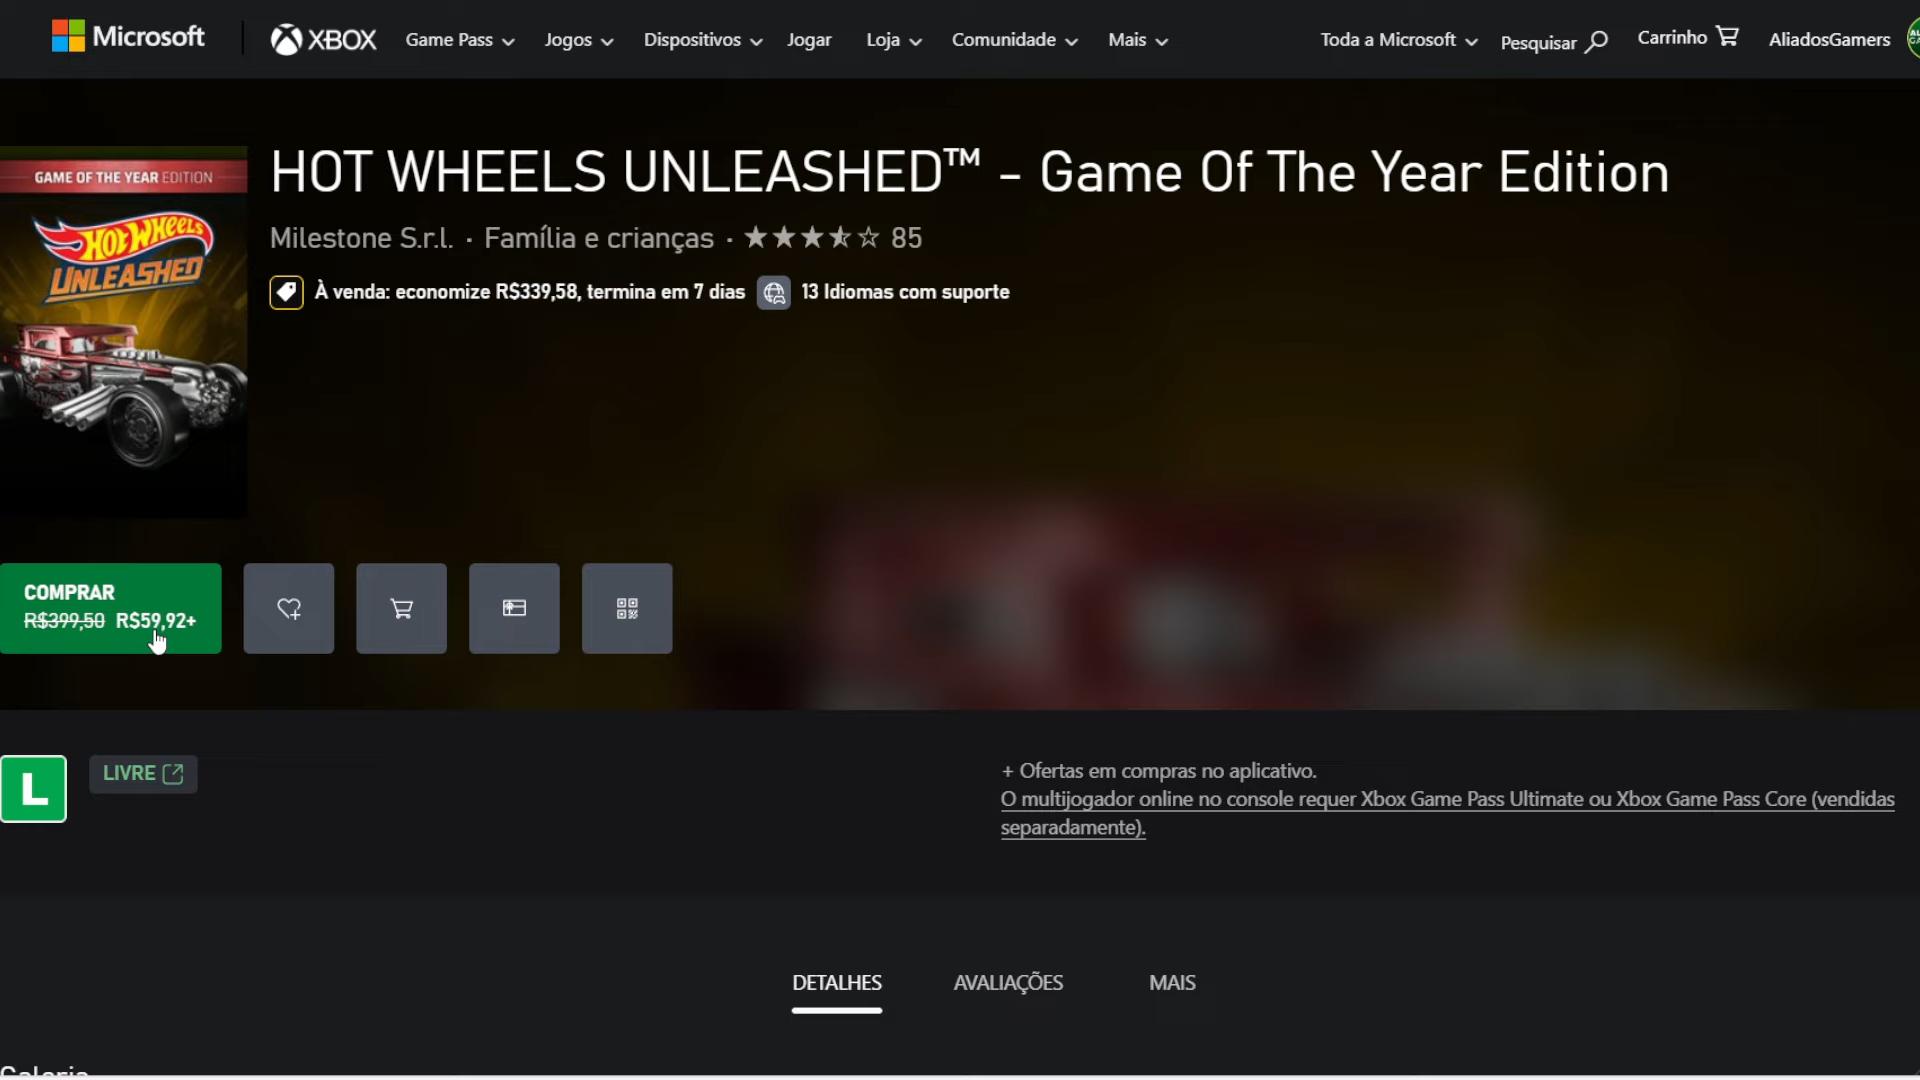 Microsoft
XBOX
Game Pass
Jogos
Dispositivos
Jogar
Loja
Comunidade
Mais
Toda a Microsoft
Pesquisar
Carrinho
AliadosGamers
GAME OF THE YEAR EDITION
HOT WHEELS
UNLEASHED
HOT WHEELS UNLEASHED™ - Game Of The Year Edition
Milestone S.r.l. · Família e crianças · 85
À venda: economize R$339,58, termina em 7 dias
13 Idiomas com suporte
COMPRAR
R$399,50 R$59,92+
L
LIVRE
+ Ofertas em compras no aplicativo.
O multijogador online no console requer Xbox Game Pass Ultimate ou Xbox Game Pass Core (vendidas
separadamente).
DETALHES
AVALIAÇÕES
MAIS